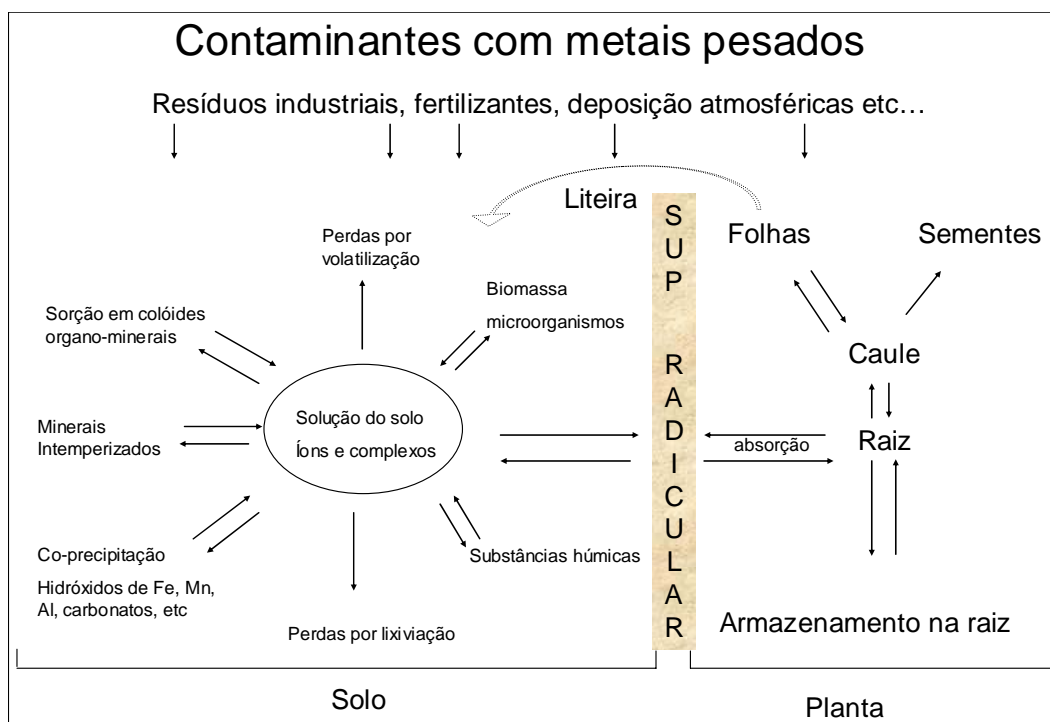 Contaminantes com metais pesados
Resíduos industriais, fertilizantes, deposição atmosféricas etc…
Liteira
SUP RADICULAR
Folhas
Sementes
Perdas por
volatilização
Biomassa
microorganismos
Sorção em colóides
organo-minerais
Caule
Solução do solo
Íons e complexos
Minerais
Intemperizados
absorção
Raiz
Co-precipitação
Hidróxidos de Fe, Mn,
Al, carbonatos, etc
Substâncias húmicas
Perdas por lixiviação
Armazenamento na raiz
Solo
Planta